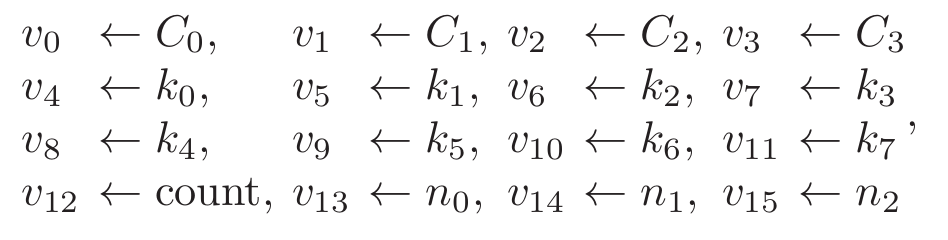 v₀ ← C₀, v₁ ← C₁, v₂ ← C₂, v₃ ← C₃
v₄ ← k₀, v₅ ← k₁, v₆ ← k₂, v₇ ← k₃
v₈ ← k₄, v₉ ← k₅, v₁₀ ← k₆, v₁₁ ← k₇ ,
v₁₂ ← count, v₁₃ ← n₀, v₁₄ ← n₁, v₁₅ ← n₂